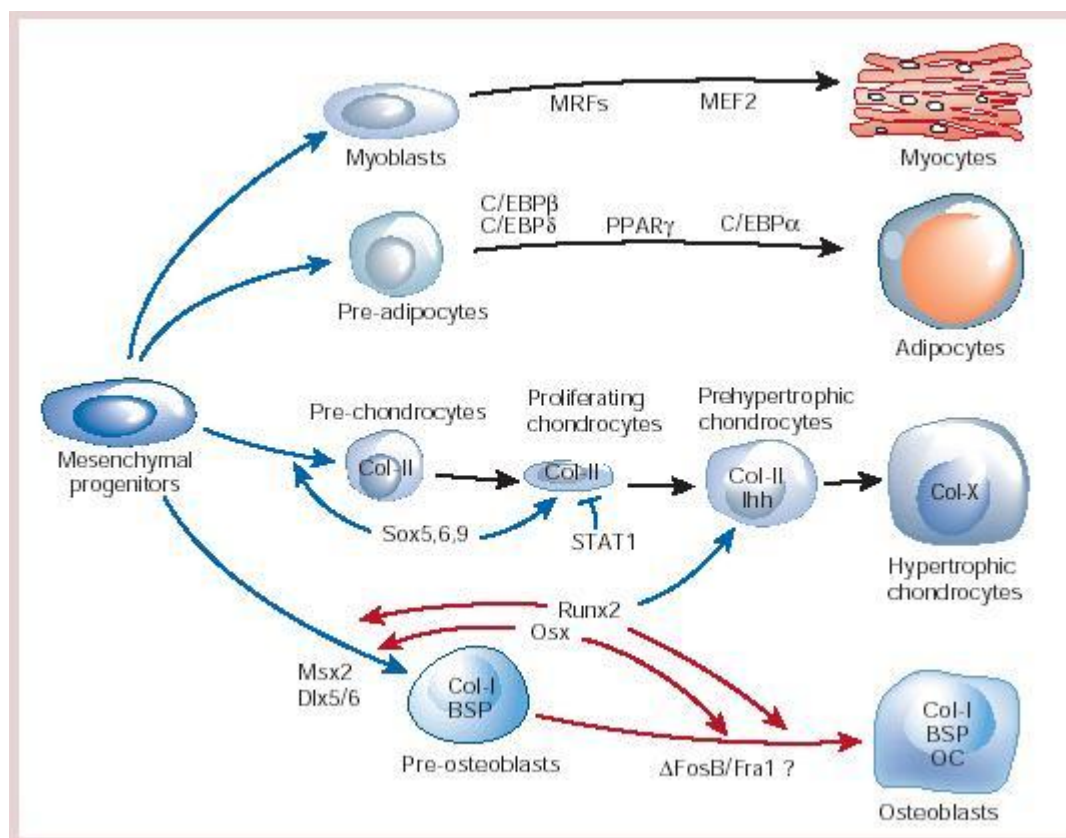 MRFs
MEF2
Myoblasts
Myocytes
C/EBPβ
C/EBPδ
PPARγ
C/EBPα
Pre-adipocytes
Adipocytes
Mesenchymal
progenitors
Pre-chondrocytes
Col-II
Proliferating
chondrocytes
Col-II
Prehypertrophic
chondrocytes
Col-II
Ihh
Col-X
Hypertrophic
chondrocytes
Sox5,6,9
STAT1
Runx2
Osx
Msx2
Dlx5/6
Col-I
BSP
Pre-osteoblasts
ΔFosB/Fra1 ?
Col-I
BSP
OC
Osteoblasts